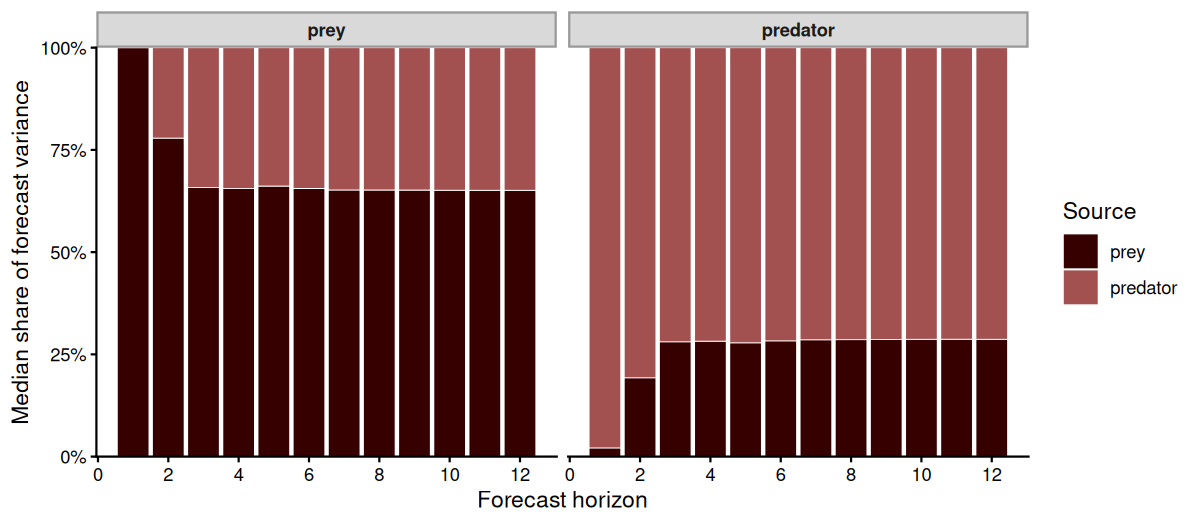 prey
predator
100%
75%
50%
25%
0%
Median share of forecast variance
0 2 4 6 8 10 12
0 2 4 6 8 10 12
Forecast horizon
Source
prey
predator